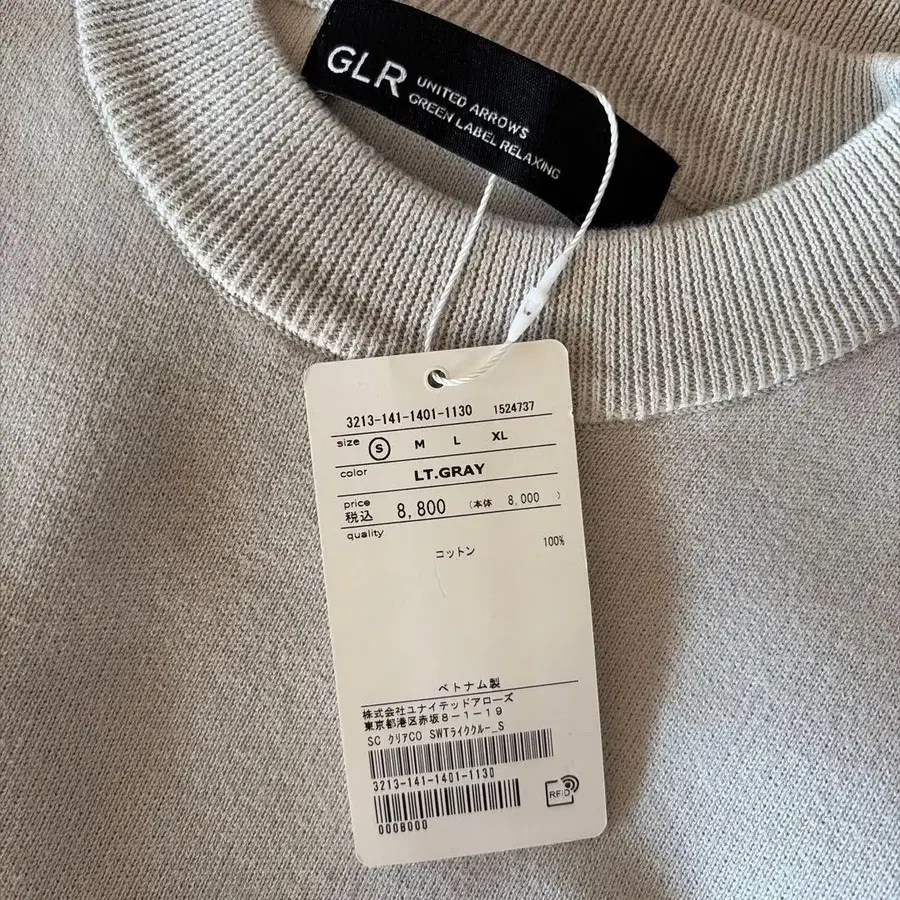 GLR
UNITED ARROWS
GREEN LABEL RELAXING
3213-141-1401-1130 1524737
size S M L XL
color LT.GRAY
price
税込 8,800 (本体 8,000 )
quality
コットン 100%
ベトナム製
株式会社ユナイテッドアローズ
東京都港区赤坂8-1-19
SC クリアCO SWTライククルー_S
3213-141-1401-1130
0008000
RFID